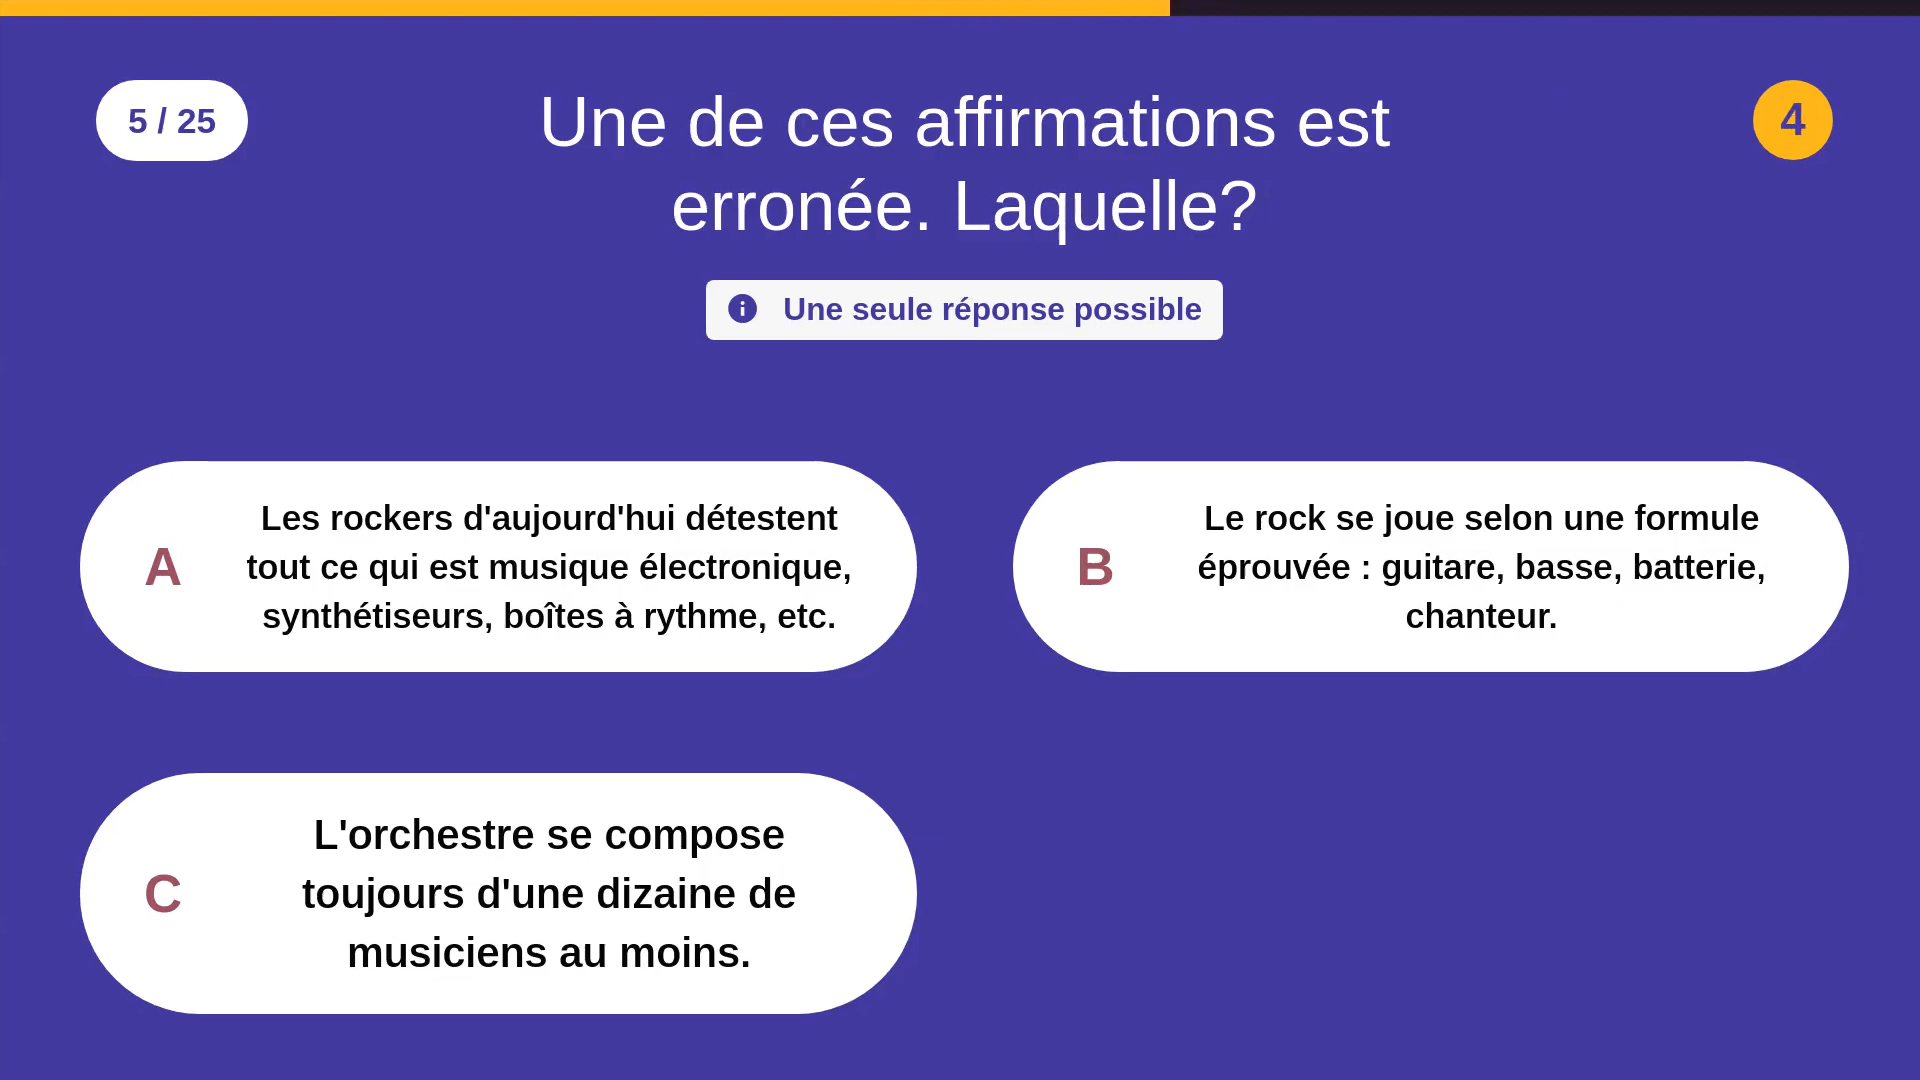 5 / 25
Une de ces affirmations est
erronée. Laquelle?
4
Une seule réponse possible
A
Les rockers d'aujourd'hui détestent
tout ce qui est musique électronique,
synthétiseurs, boîtes à rythme, etc.
B
Le rock se joue selon une formule
éprouvée : guitare, basse, batterie,
chanteur.
C
L'orchestre se compose
toujours d'une dizaine de
musiciens au moins.